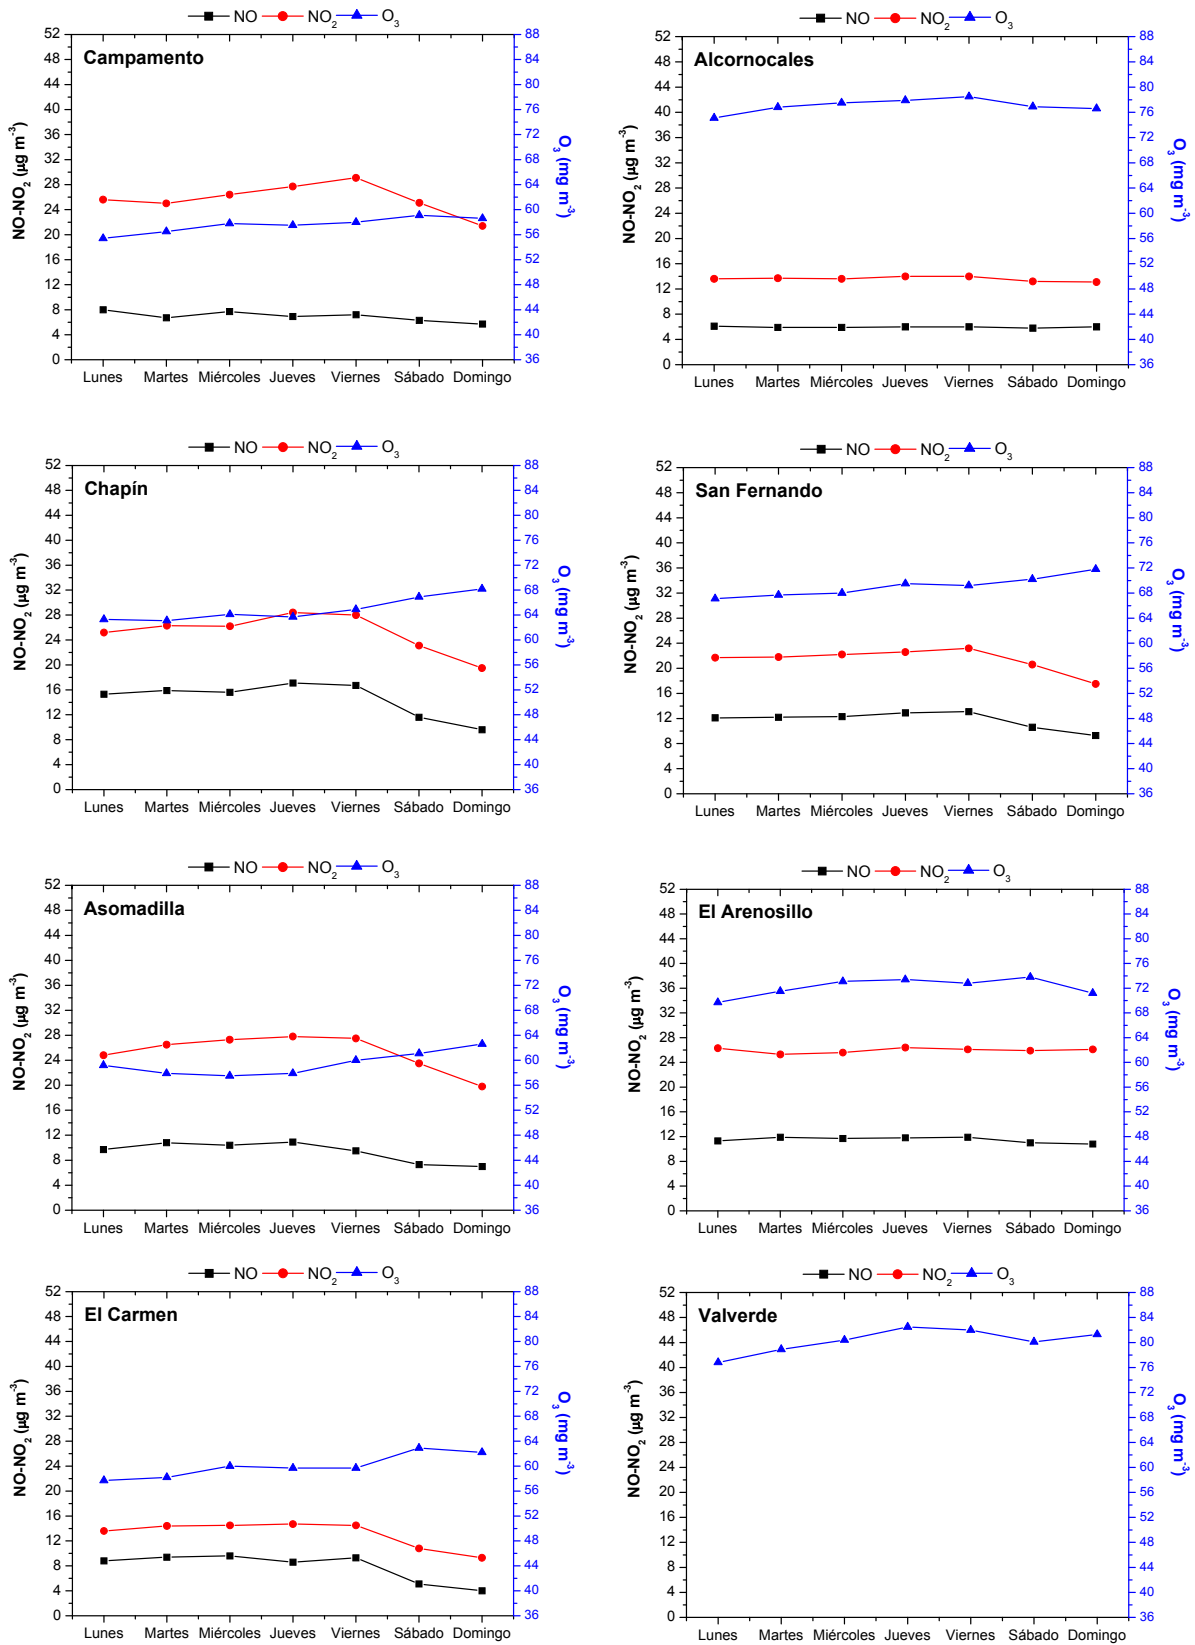 NO NO2 O3
Campamento
52 48 44 40 36 32 28 24 20 16 12 8 4 0
NO-NO2 (µg m-3)
88 84 80 76 72 68 64 60 56 52 48 44 40 36
O3 (mg m-3)
Lunes Martes Miércoles Jueves Viernes Sábado Domingo
NO NO2 O3
Alcornocales
52 48 44 40 36 32 28 24 20 16 12 8 4 0
NO-NO2 (µg m-3)
88 84 80 76 72 68 64 60 56 52 48 44 40 36
O3 (mg m-3)
Lunes Martes Miércoles Jueves Viernes Sábado Domingo
NO NO2 O3
Chapín
52 48 44 40 36 32 28 24 20 16 12 8 4 0
NO-NO2 (µg m-3)
88 84 80 76 72 68 64 60 56 52 48 44 40 36
O3 (mg m-3)
Lunes Martes Miércoles Jueves Viernes Sábado Domingo
NO NO2 O3
San Fernando
52 48 44 40 36 32 28 24 20 16 12 8 4 0
NO-NO2 (µg m-3)
88 84 80 76 72 68 64 60 56 52 48 44 40 36
O3 (mg m-3)
Lunes Martes Miércoles Jueves Viernes Sábado Domingo
NO NO2 O3
Asomadilla
52 48 44 40 36 32 28 24 20 16 12 8 4 0
NO-NO2 (µg m-3)
88 84 80 76 72 68 64 60 56 52 48 44 40 36
O3 (mg m-3)
Lunes Martes Miércoles Jueves Viernes Sábado Domingo
NO NO2 O3
El Arenosillo
52 48 44 40 36 32 28 24 20 16 12 8 4 0
NO-NO2 (µg m-3)
88 84 80 76 72 68 64 60 56 52 48 44 40 36
O3 (mg m-3)
Lunes Martes Miércoles Jueves Viernes Sábado Domingo
NO NO2 O3
El Carmen
52 48 44 40 36 32 28 24 20 16 12 8 4 0
NO-NO2 (µg m-3)
88 84 80 76 72 68 64 60 56 52 48 44 40 36
O3 (mg m-3)
Lunes Martes Miércoles Jueves Viernes Sábado Domingo
NO NO2 O3
Valverde
52 48 44 40 36 32 28 24 20 16 12 8 4 0
NO-NO2 (µg m-3)
88 84 80 76 72 68 64 60 56 52 48 44 40 36
O3 (mg m-3)
Lunes Martes Miércoles Jueves Viernes Sábado Domingo